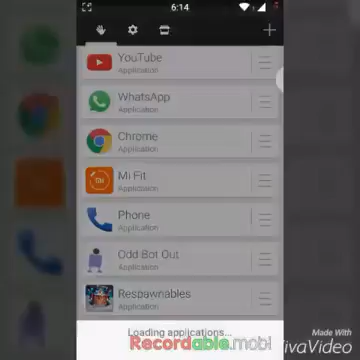 6:14
YouTube
Application
WhatsApp
Application
Chrome
Application
Mi Fit
Application
Phone
Application
Odd Bot Out
Application
Respawnables
Application
Loading applications...
Recordable.mobi
Made With
VivaVideo